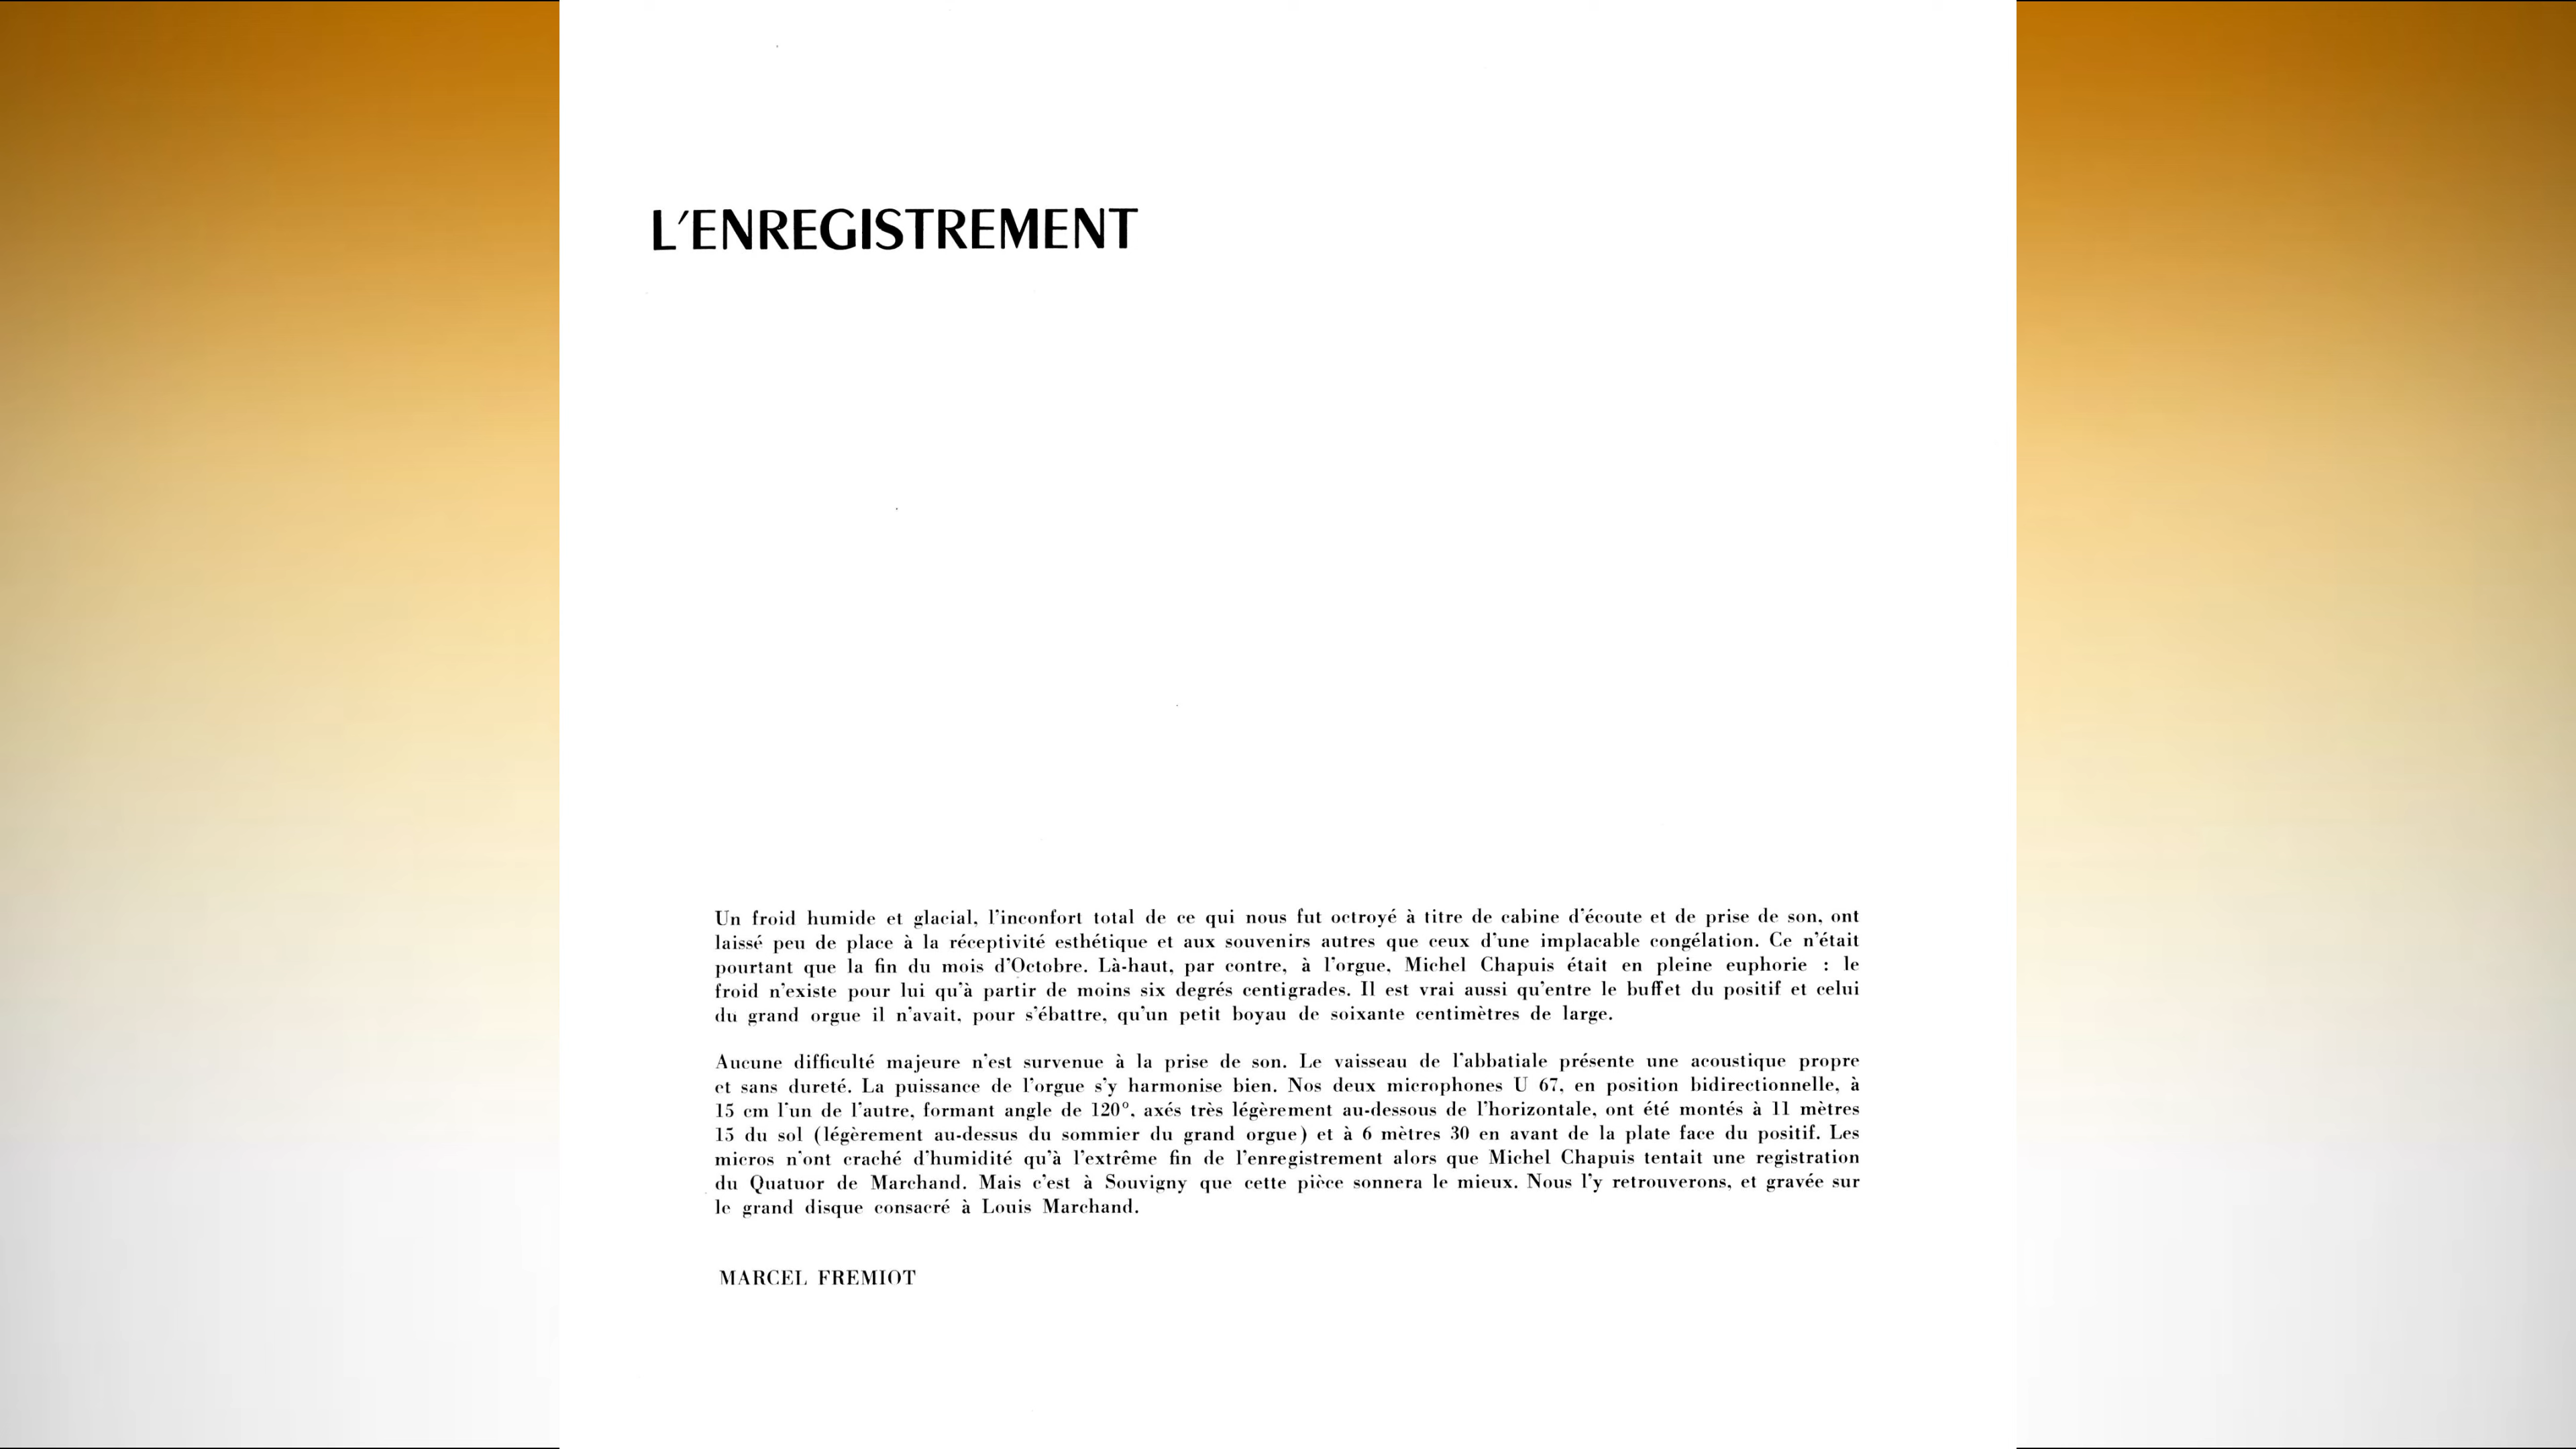 L'ENREGISTREMENT
Un froid humide et glacial, l'inconfort total de ce qui nous fut octroyé à titre de cabine d'écoute et de prise de son, ont
laissé peu de place à la réceptivité esthétique et aux souvenirs autres que ceux d'une implacable congélation. Ce n'était
pourtant que la fin du mois d'Octobre. Là-haut, par contre, à l'orgue, Michel Chapuis était en pleine euphorie : le
froid n'existe pour lui qu'à partir de moins six degrés centigrades. Il est vrai aussi qu'entre le buffet du positif et celui
du grand orgue il n'avait, pour s'ébattre, qu'un petit boyau de soixante centimètres de large.
Aucune difficulté majeure n'est survenue à la prise de son. Le vaisseau de l'abbatiale présente une acoustique propre
et sans dureté. La puissance de l'orgue s'y harmonise bien. Nos deux microphones U 67, en position bidirectionnelle, à
15 cm l'un de l'autre, formant angle de 120°, axés très légèrement au-dessous de l'horizontale, ont été montés à 11 mètres
15 du sol (légèrement au-dessus du sommier du grand orgue) et à 6 mètres 30 en avant de la plate face du positif. Les
micros n'ont craché d'humidité qu'à l'extrême fin de l'enregistrement alors que Michel Chapuis tentait une registration
du Quatuor de Marchand. Mais c'est à Souvigny que cette pièce sonnera le mieux. Nous l'y retrouverons, et gravée sur
le grand disque consacré à Louis Marchand.
MARCEL FREMIOT